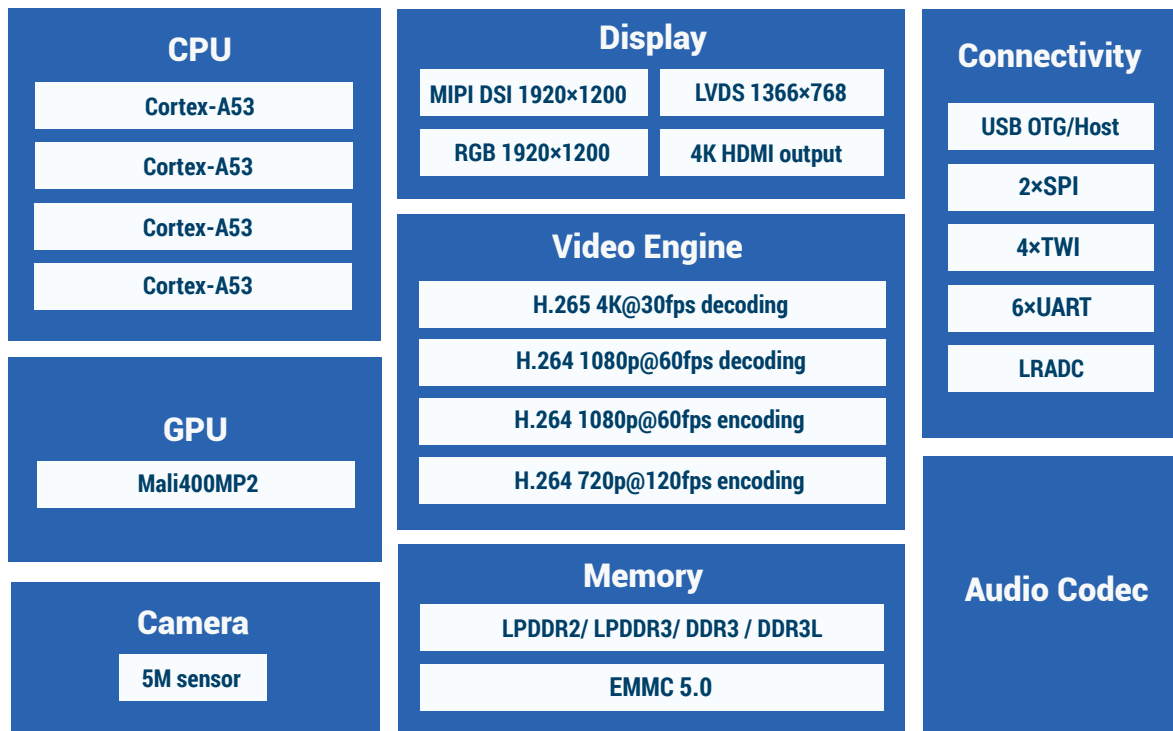 CPU
Cortex-A53
Cortex-A53
Cortex-A53
Cortex-A53
GPU
Mali400MP2
Camera
5M sensor
Display
MIPI DSI 1920×1200
LVDS 1366×768
RGB 1920×1200
4K HDMI output
Video Engine
H.265 4K@30fps decoding
H.264 1080p@60fps decoding
H.264 1080p@60fps encoding
H.264 720p@120fps encoding
Memory
LPDDR2/ LPDDR3/ DDR3 / DDR3L
EMMC 5.0
Connectivity
USB OTG/Host
2×SPI
4×TWI
6×UART
LRADC
Audio Codec